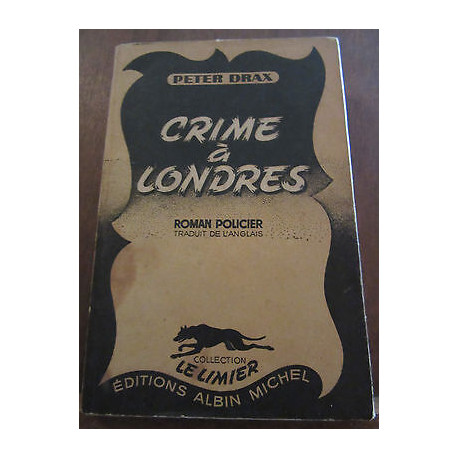 PETER DRAX
CRIME
à
LONDRES
ROMAN POLICIER
TRADUIT DE L'ANGLAIS
COLLECTION
LE LIMIER
ÉDITIONS ALBIN MICHEL